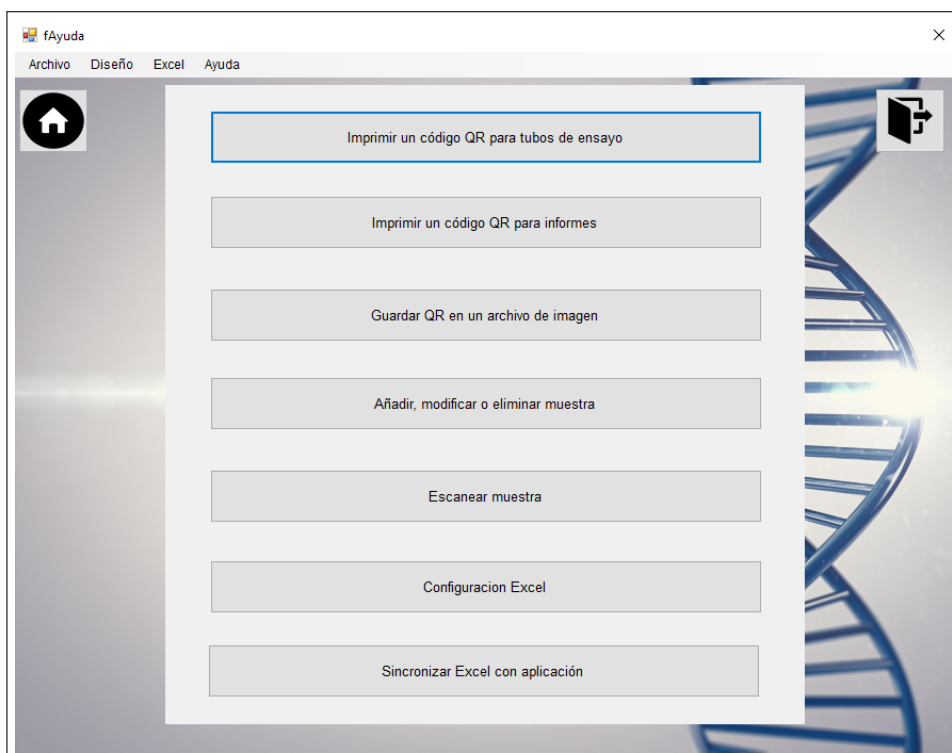 fAyuda
Archivo Diseño Excel Ayuda
Imprimir un código QR para tubos de ensayo
Imprimir un código QR para informes
Guardar QR en un archivo de imagen
Añadir, modificar o eliminar muestra
Escanear muestra
Configuracion Excel
Sincronizar Excel con aplicación